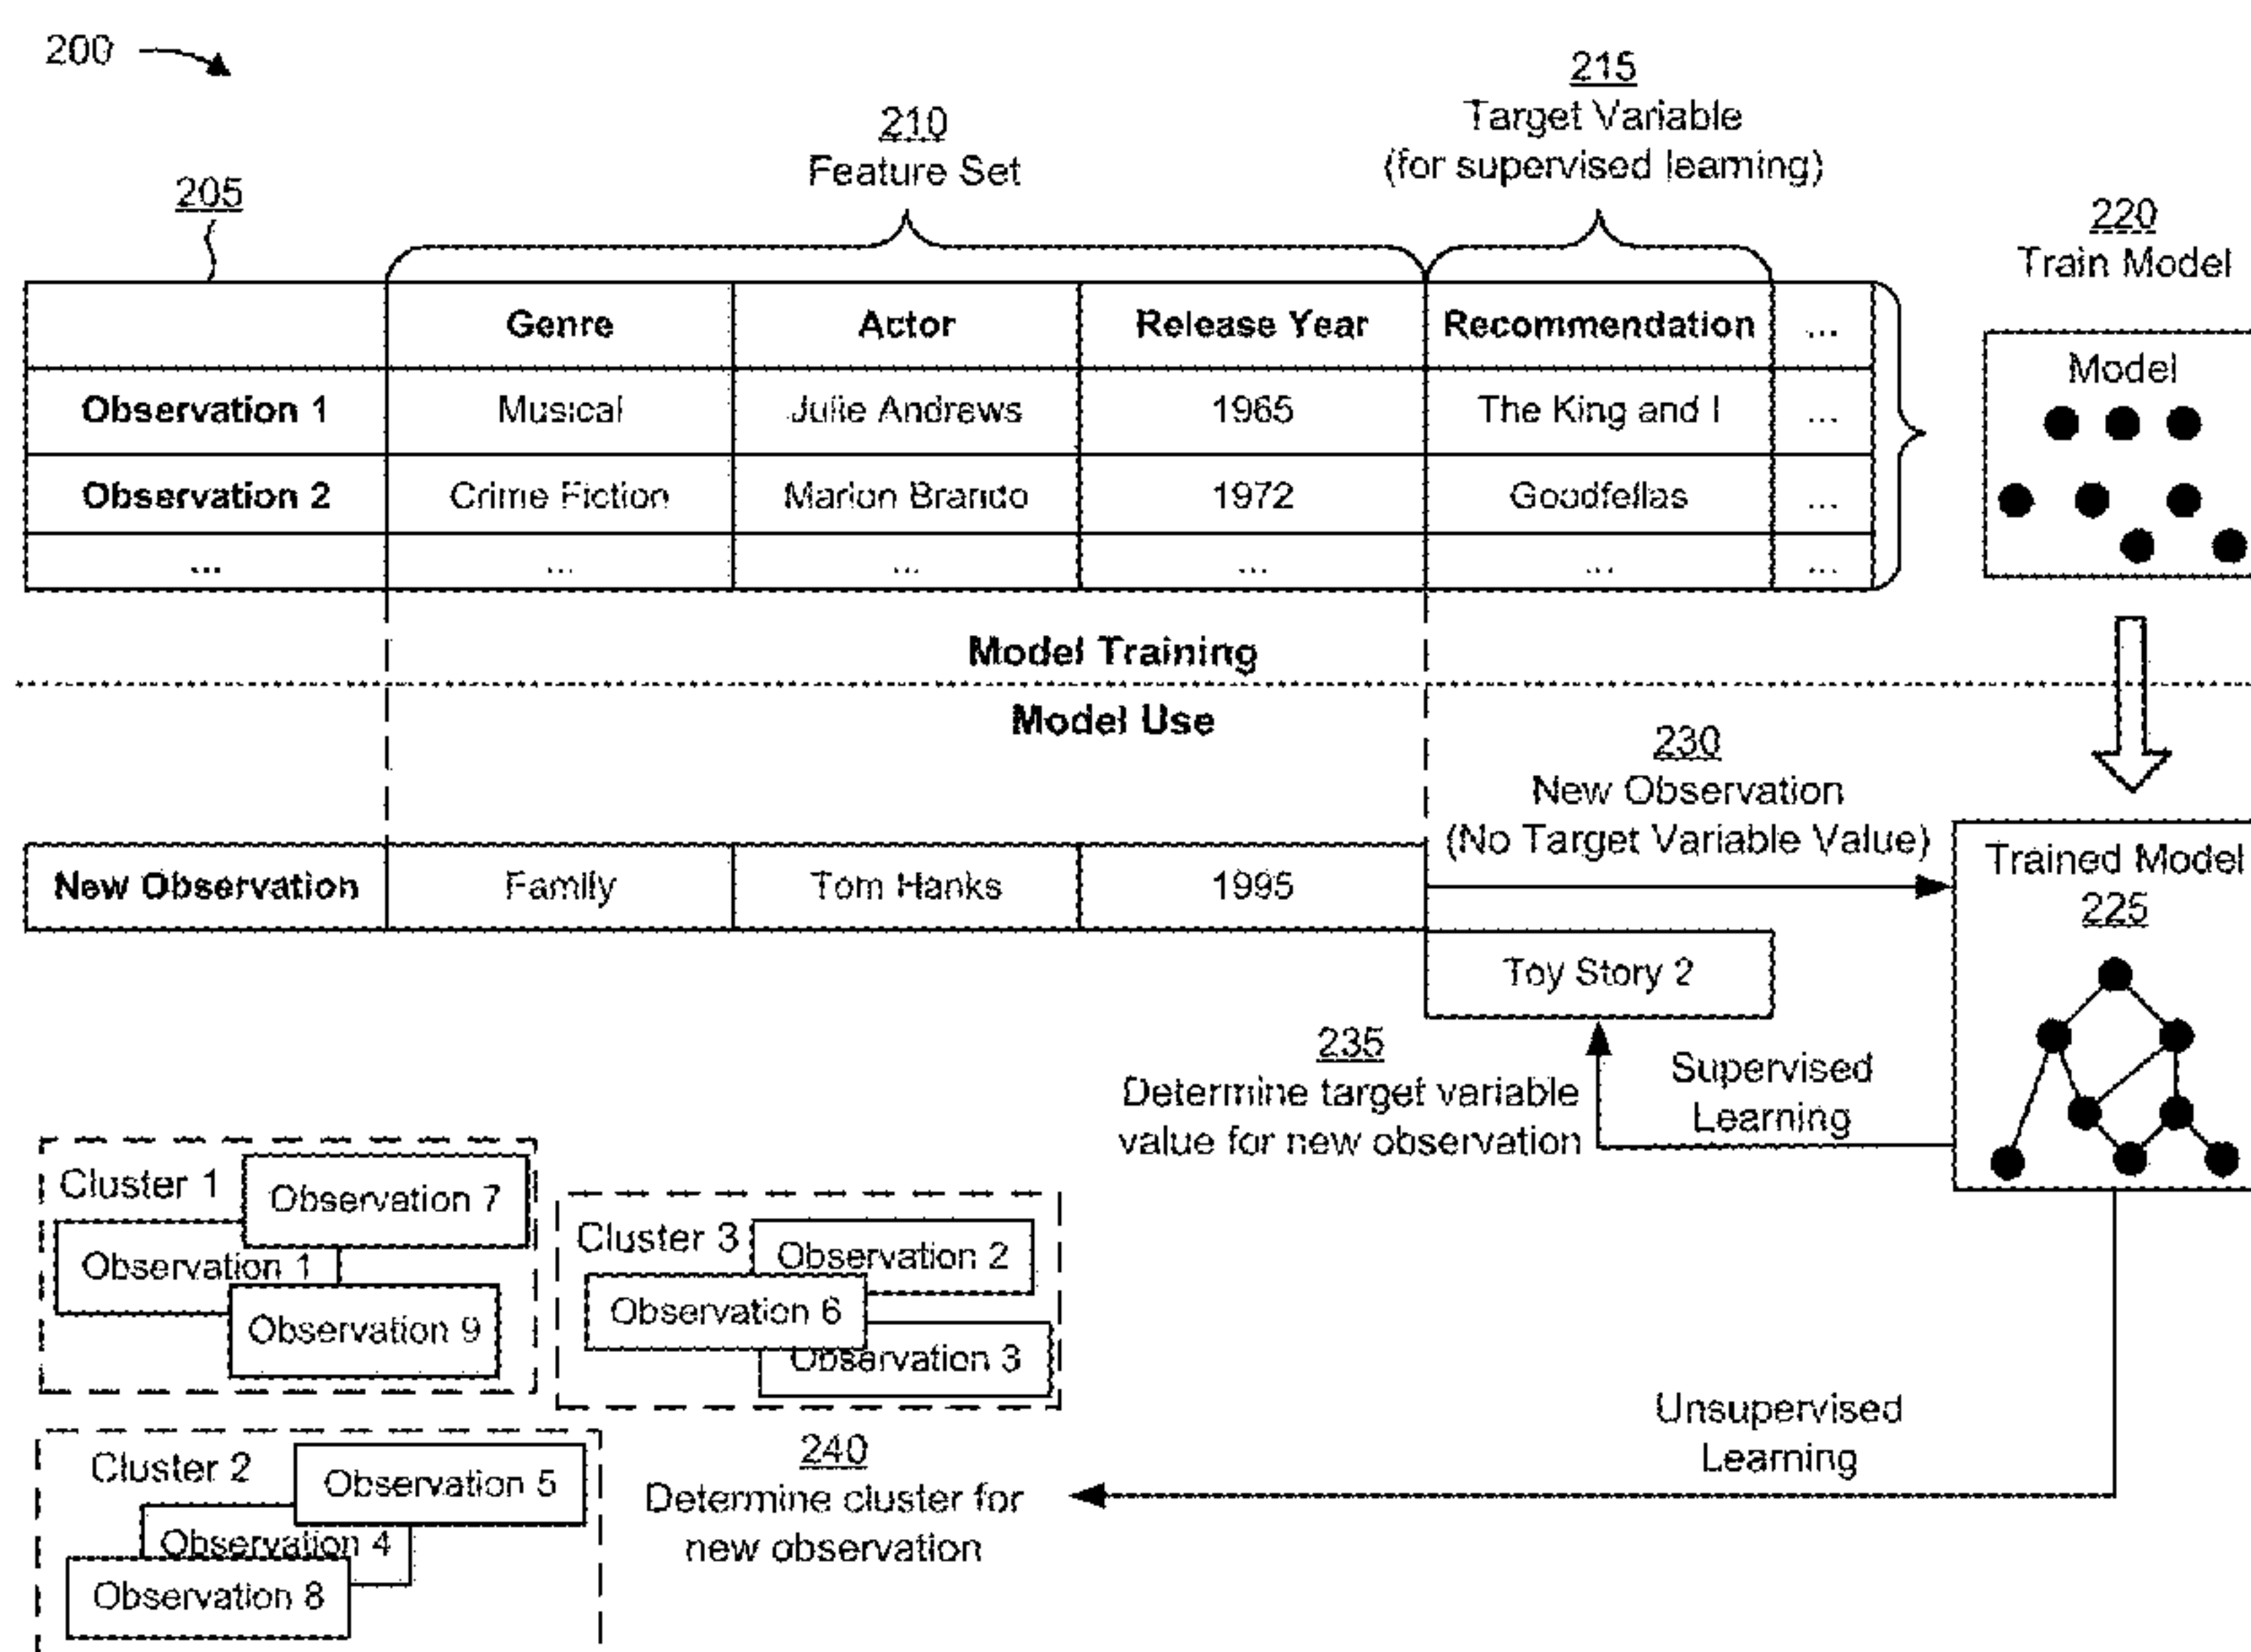 200
215
Target Variable
(for supervised learning)
210
Feature Set
205
220
Train Model
Genre Actor Release Year Recommendation ...
Observation 1 Musical Julie Andrews 1965 The King and I ...
Observation 2 Crime Fiction Marlon Brando 1972 Goodfellas ...
... ... ... ... ... ...
Model
Model Training
Model Use
230
New Observation
(No Target Variable Value)
New Observation Family Tom Hanks 1995
Toy Story 2
Trained Model
225
235
Determine target variable
value for new observation
Supervised
Learning
Cluster 1
Observation 7
Observation 1
Observation 9
Cluster 3
Observation 2
Observation 6
Observation 3
Cluster 2
Observation 5
Observation 4
Observation 8
240
Determine cluster for
new observation
Unsupervised
Learning